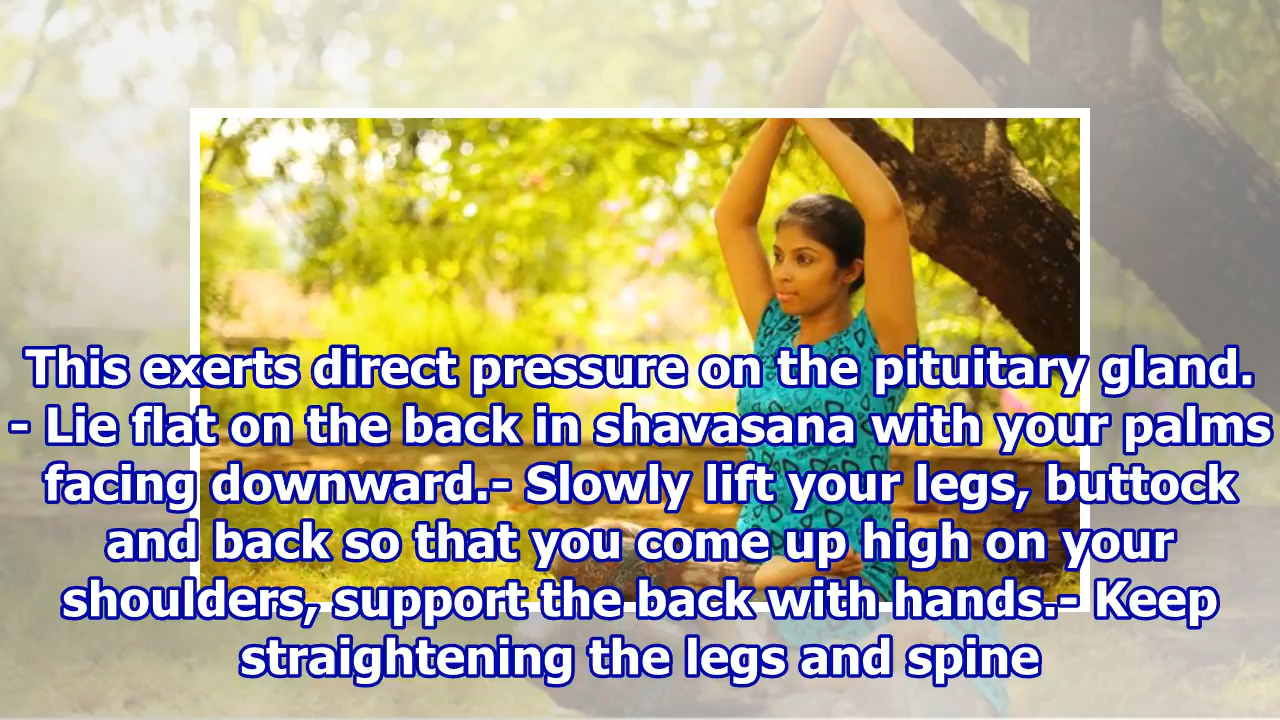 This exerts direct pressure on the pituitary gland.
- Lie flat on the back in shavasana with your palms
facing downward.- Slowly lift your legs, buttock
and back so that you come up high on your
shoulders, support the back with hands.- Keep
straightening the legs and spine